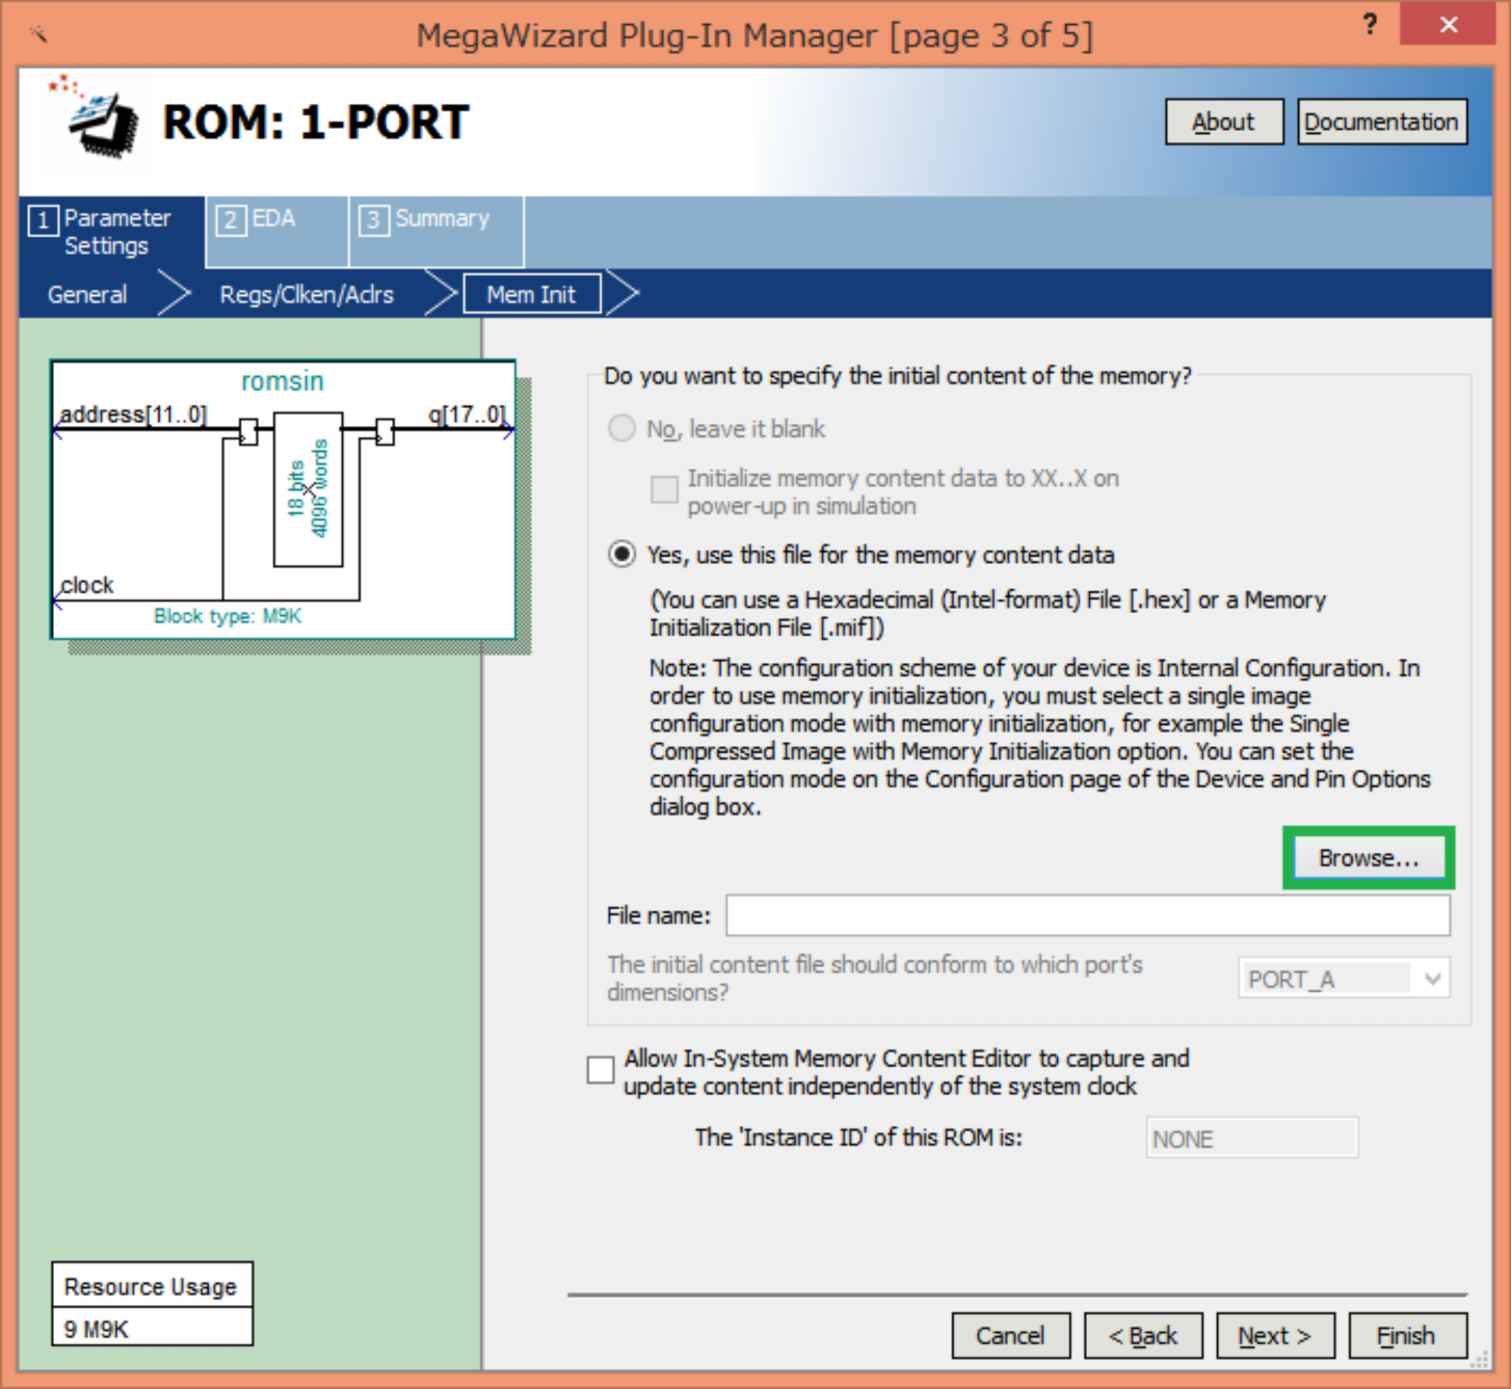 MegaWizard Plug-In Manager [page 3 of 5]
?
ROM: 1-PORT
About
Documentation
1 Parameter Settings
2 EDA
3 Summary
General
Regs/Clken/Aclrs
Mem Init
romsin
address[11..0]
q[17..0]
18 bits
4096 words
clock
Block type: M9K
Do you want to specify the initial content of the memory?
No, leave it blank
Initialize memory content data to XX..X on
power-up in simulation
Yes, use this file for the memory content data
(You can use a Hexadecimal (Intel-format) File [.hex] or a Memory
Initialization File [.mif])
Note: The configuration scheme of your device is Internal Configuration. In
order to use memory initialization, you must select a single image
configuration mode with memory initialization, for example the Single
Compressed Image with Memory Initialization option. You can set the
configuration mode on the Configuration page of the Device and Pin Options
dialog box.
Browse...
File name:
The initial content file should conform to which port's
dimensions?
PORT_A
Allow In-System Memory Content Editor to capture and
update content independently of the system clock
The 'Instance ID' of this ROM is:
NONE
Resource Usage
9 M9K
Cancel
< Back
Next >
Finish